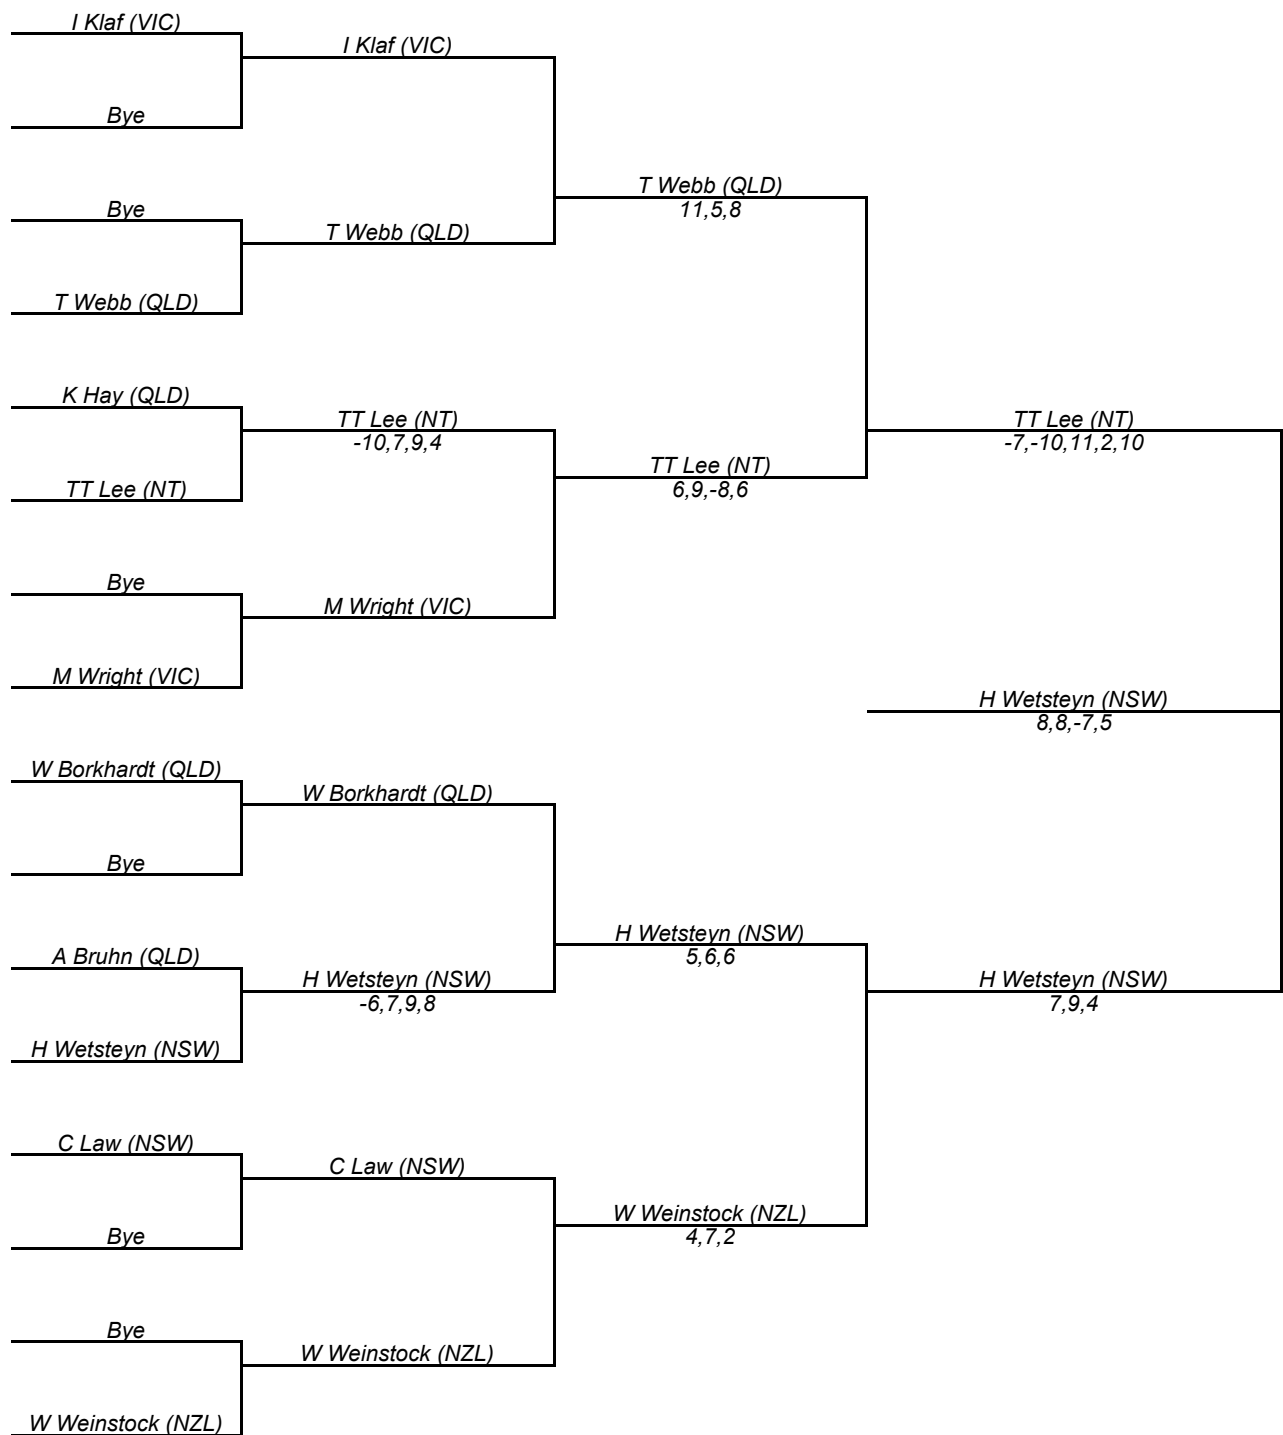 I Klaf (VIC)
I Klaf (VIC)
Bye
T Webb (QLD)
11,5,8
Bye
T Webb (QLD)
T Webb (QLD)
K Hay (QLD)
TT Lee (NT)
-10,7,9,4
TT Lee (NT)
-7,-10,11,2,10
TT Lee (NT)
6,9,-8,6
TT Lee (NT)
Bye
M Wright (VIC)
M Wright (VIC)
H Wetsteyn (NSW)
8,8,-7,5
W Borkhardt (QLD)
W Borkhardt (QLD)
Bye
H Wetsteyn (NSW)
5,6,6
A Bruhn (QLD)
H Wetsteyn (NSW)
-6,7,9,8
H Wetsteyn (NSW)
7,9,4
H Wetsteyn (NSW)
C Law (NSW)
C Law (NSW)
W Weinstock (NZL)
4,7,2
Bye
Bye
W Weinstock (NZL)
W Weinstock (NZL)